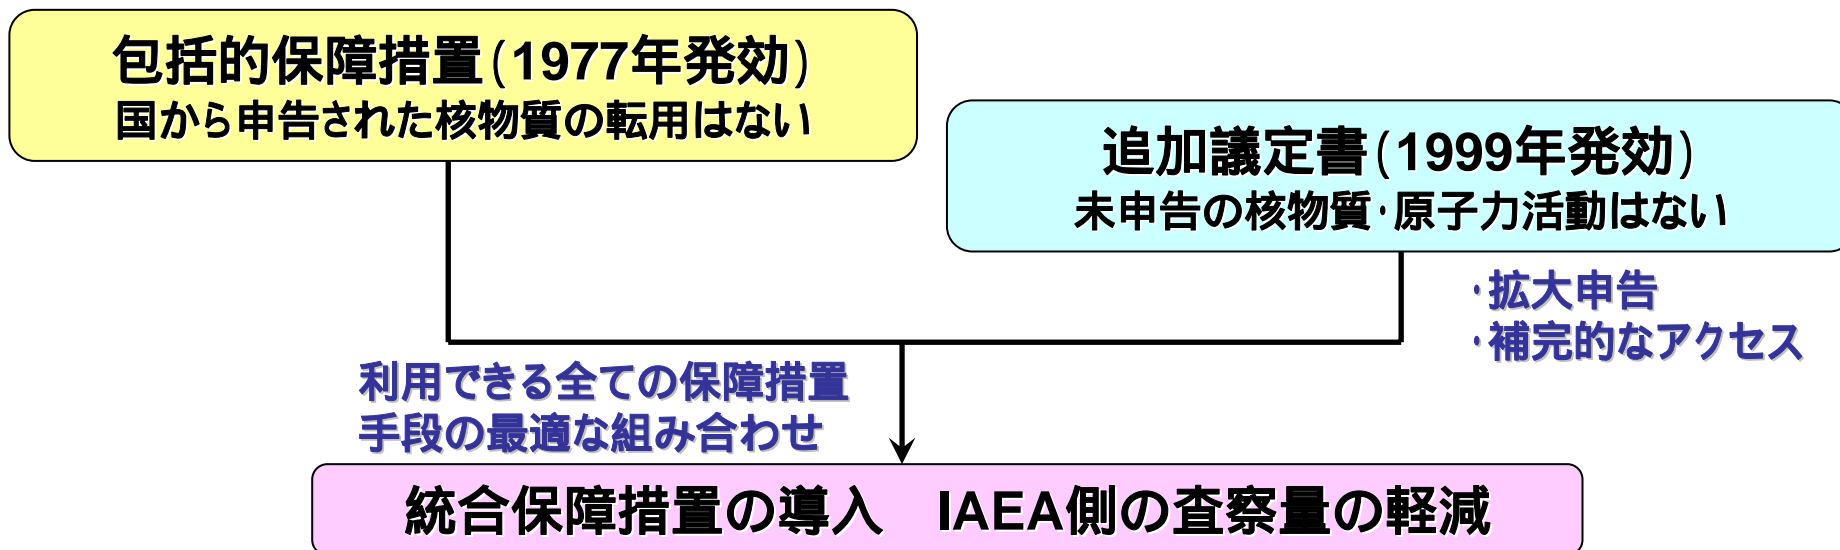 包括的保障措置(1977年発効)
国から申告された核物質の転用はない
追加議定書(1999年発効)
未申告の核物質・原子力活動はない
・拡大申告
・補完的なアクセス
利用できる全ての保障措置
手段の最適な組み合わせ
統合保障措置の導入　IAEA側の査察量の軽減